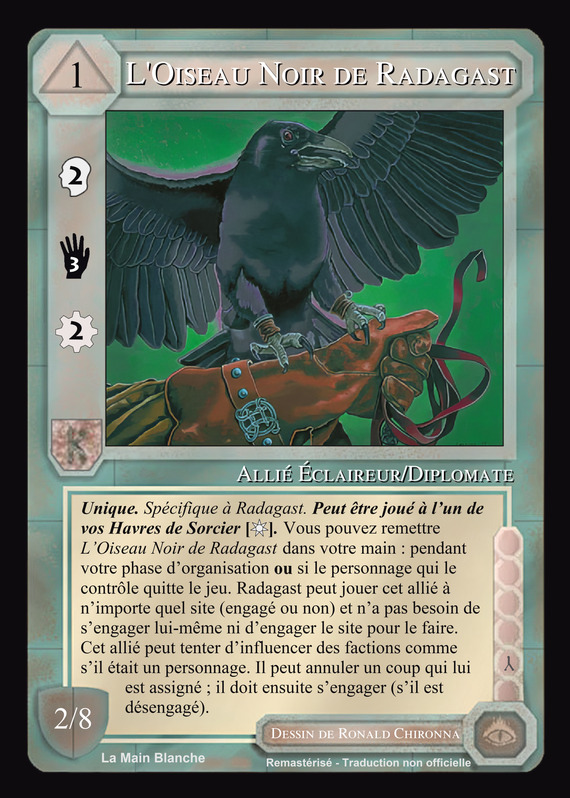 1
L'Oiseau Noir de Radagast
2
3
2
Allié Éclaireur/Diplomate
Unique. Spécifique à Radagast. Peut être joué à l'un de
vos Havres de Sorcier [☼]. Vous pouvez remettre
L'Oiseau Noir de Radagast dans votre main : pendant
votre phase d'organisation ou si le personnage qui le
contrôle quitte le jeu. Radagast peut jouer cet allié à
n'importe quel site (engagé ou non) et n'a pas besoin de
s'engager lui-même ni d'engager le site pour le faire.
Cet allié peut tenter d'influencer des factions comme
s'il était un personnage. Il peut annuler un coup qui lui
est assigné ; il doit ensuite s'engager (s'il est
désengagé).
2/8
Dessin de Ronald Chironna
La Main Blanche
Remastérisé - Traduction non officielle